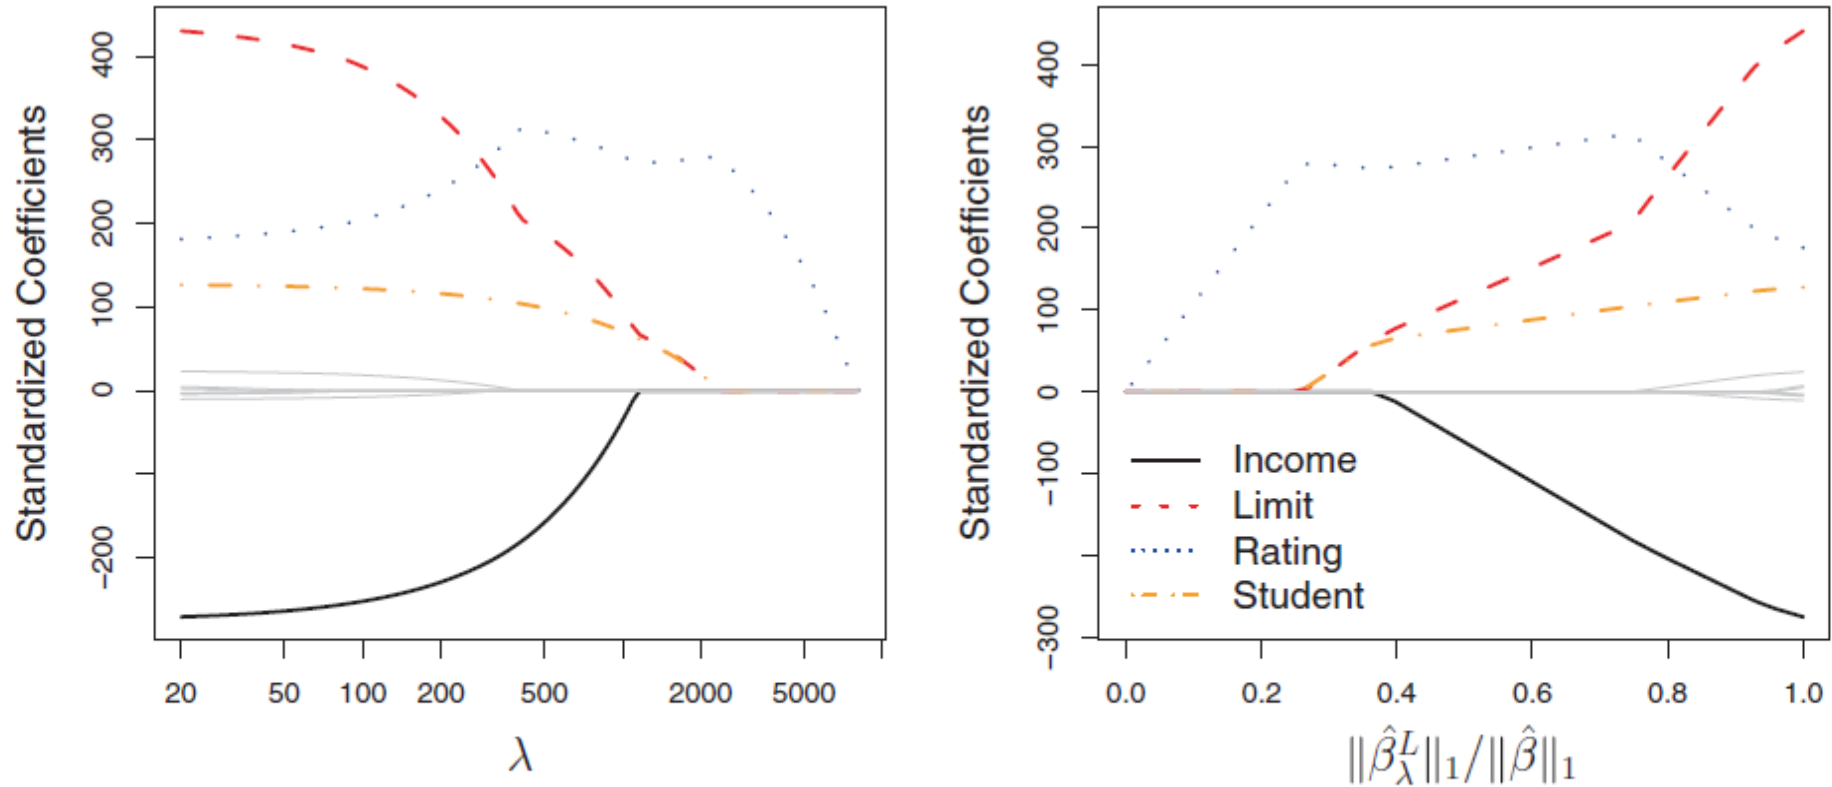 Standardized Coefficients
400
300
200
100
0
-200
20 50 100 200 500 2000 5000
λ
Standardized Coefficients
400
300
200
100
0
-100
-300
Income
Limit
Rating
Student
0.0 0.2 0.4 0.6 0.8 1.0
‖β̂λᴸ‖₁/‖β̂‖₁